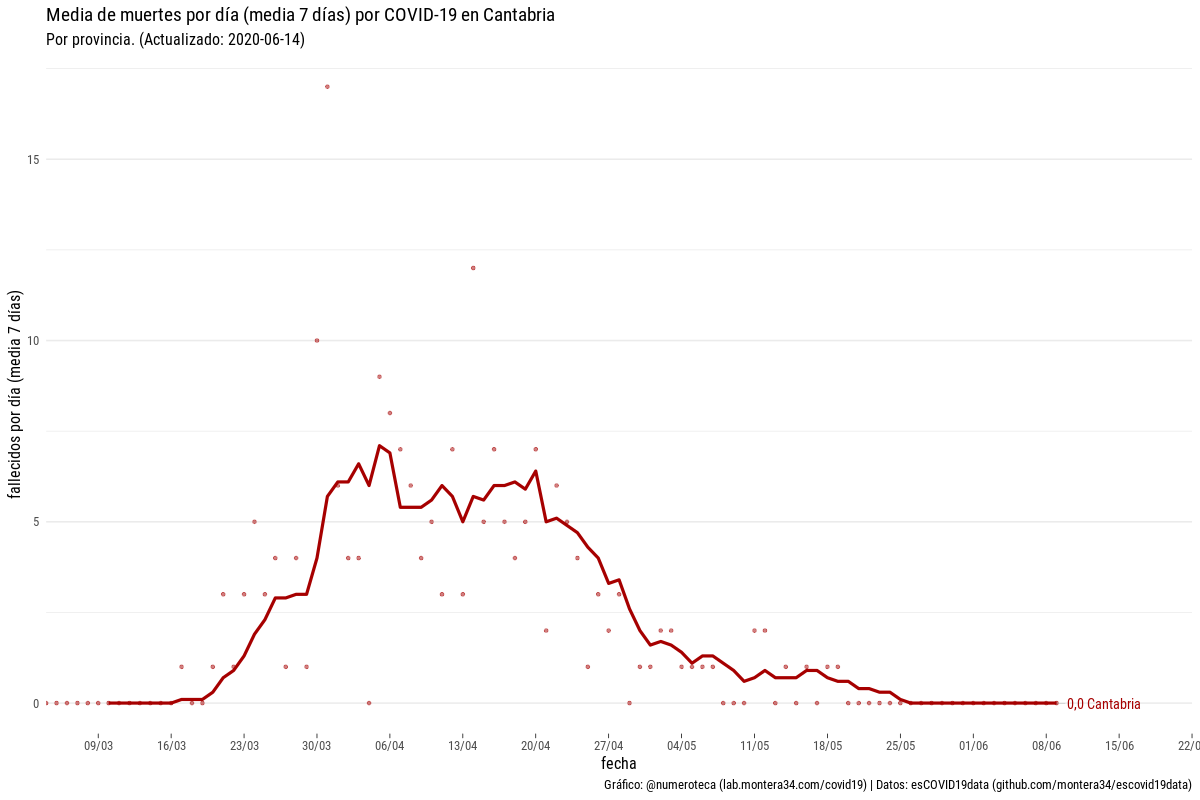 Media de muertes por día (media 7 días) por COVID-19 en Cantabria
Por provincia. (Actualizado: 2020-06-14)
fallecidos por día (media 7 días)
15
10
5
0
0,0 Cantabria
09/03 16/03 23/03 30/03 06/04 13/04 20/04 27/04 04/05 11/05 18/05 25/05 01/06 08/06 15/06 22/0
fecha
Gráfico: @numeroteca (lab.montera34.com/covid19) | Datos: esCOVID19data (github.com/montera34/escovid19data)